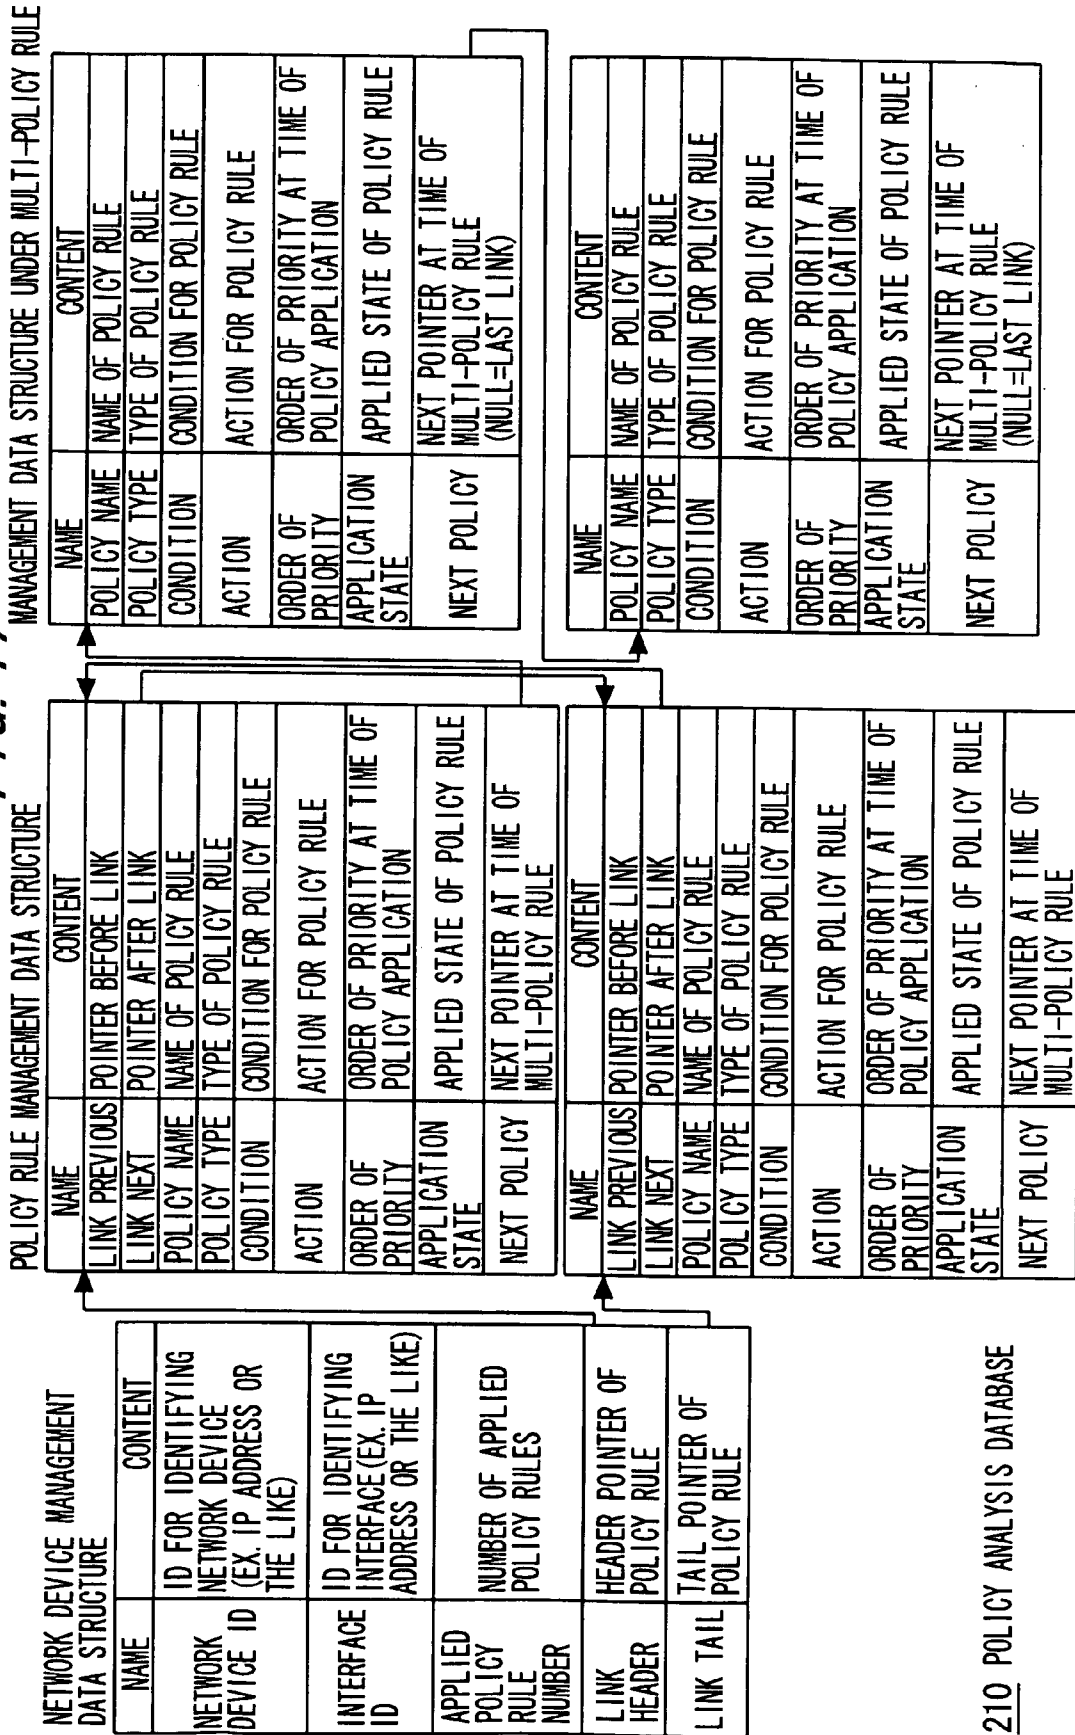 NETWORK DEVICE MANAGEMENT
DATA STRUCTURE
NAME CONTENT
NETWORK
DEVICE ID
ID FOR IDENTIFYING
NETWORK DEVICE
(EX. IP ADDRESS OR
THE LIKE)
INTERFACE
ID
ID FOR IDENTIFYING
INTERFACE(EX. IP
ADDRESS OR THE LIKE)
APPLIED
POLICY
RULE
NUMBER
NUMBER OF APPLIED
POLICY RULES
LINK
HEADER
HEADER POINTER OF
POLICY RULE
LINK TAIL
TAIL POINTER OF
POLICY RULE
210 POLICY ANALYSIS DATABASE
POLICY RULE MANAGEMENT DATA STRUCTURE
NAME CONTENT
LINK PREVIOUS POINTER BEFORE LINK
LINK NEXT POINTER AFTER LINK
POLICY NAME NAME OF POLICY RULE
POLICY TYPE TYPE OF POLICY RULE
CONDITION CONDITION FOR POLICY RULE
ACTION ACTION FOR POLICY RULE
ORDER OF
PRIORITY
ORDER OF PRIORITY AT TIME OF
POLICY APPLICATION
APPLICATION
STATE
APPLIED STATE OF POLICY RULE
NEXT POLICY
NEXT POINTER AT TIME OF
MULTI-POLICY RULE
NAME CONTENT
LINK PREVIOUS POINTER BEFORE LINK
LINK NEXT POINTER AFTER LINK
POLICY NAME NAME OF POLICY RULE
POLICY TYPE TYPE OF POLICY RULE
CONDITION CONDITION FOR POLICY RULE
ACTION ACTION FOR POLICY RULE
ORDER OF
PRIORITY
ORDER OF PRIORITY AT TIME OF
POLICY APPLICATION
APPLICATION
STATE
APPLIED STATE OF POLICY RULE
NEXT POLICY
NEXT POINTER AT TIME OF
MULTI-POLICY RULE
MANAGEMENT DATA STRUCTURE UNDER MULTI-POLICY RULE
NAME CONTENT
POLICY NAME NAME OF POLICY RULE
POLICY TYPE TYPE OF POLICY RULE
CONDITION CONDITION FOR POLICY RULE
ACTION ACTION FOR POLICY RULE
ORDER OF
PRIORITY
ORDER OF PRIORITY AT TIME OF
POLICY APPLICATION
APPLICATION
STATE
APPLIED STATE OF POLICY RULE
NEXT POLICY
NEXT POINTER AT TIME OF
MULTI-POLICY RULE
(NULL=LAST LINK)
NAME CONTENT
POLICY NAME NAME OF POLICY RULE
POLICY TYPE TYPE OF POLICY RULE
CONDITION CONDITION FOR POLICY RULE
ACTION ACTION FOR POLICY RULE
ORDER OF
PRIORITY
ORDER OF PRIORITY AT TIME OF
POLICY APPLICATION
APPLICATION
STATE
APPLIED STATE OF POLICY RULE
NEXT POLICY
NEXT POINTER AT TIME OF
MULTI-POLICY RULE
(NULL=LAST LINK)